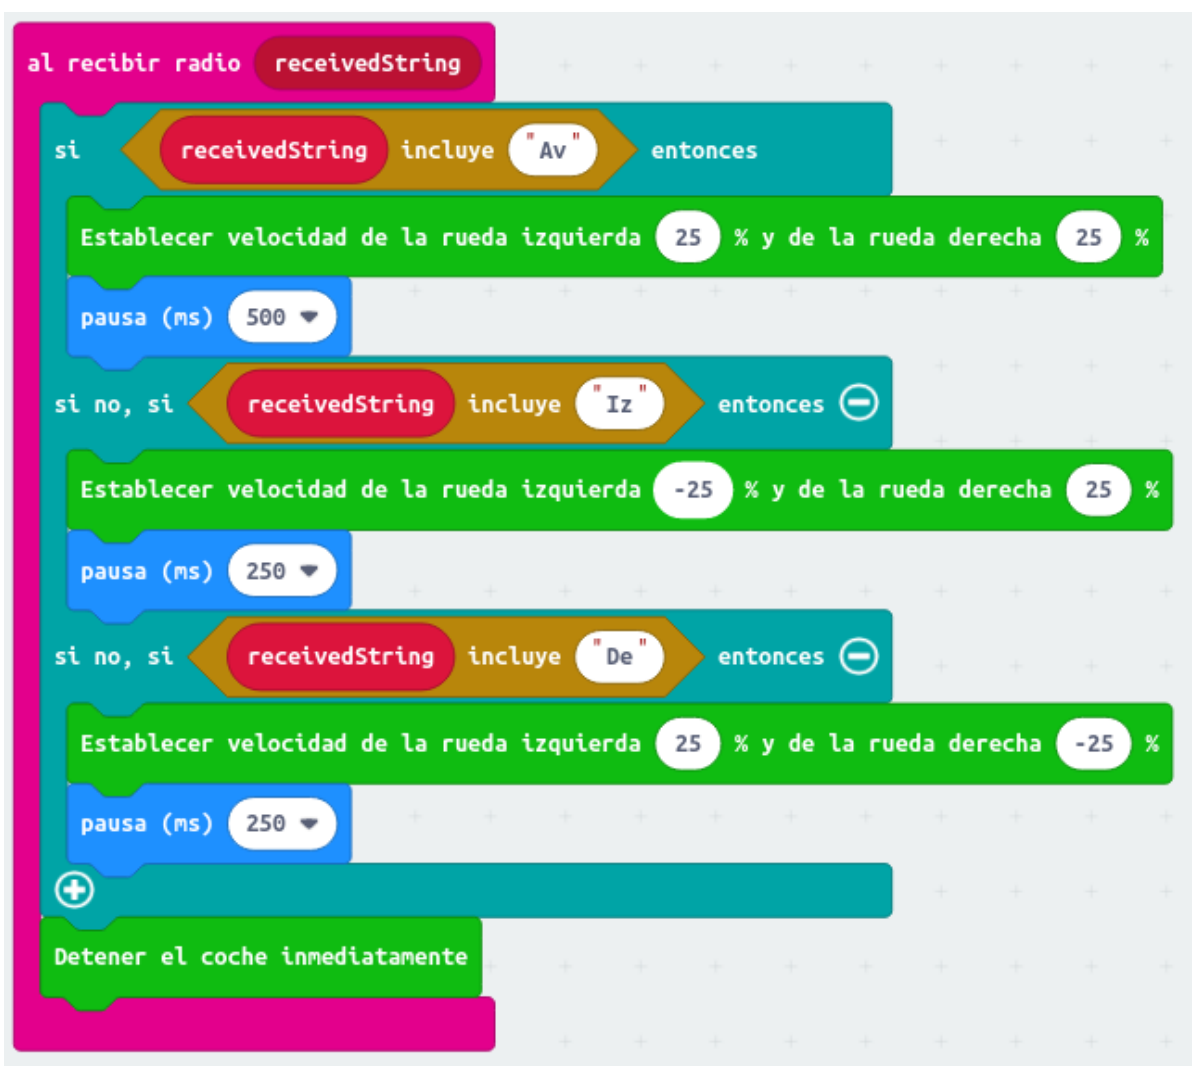 al recibir radio receivedString
si receivedString incluye "Av" entonces
Establecer velocidad de la rueda izquierda 25 % y de la rueda derecha 25 %
pausa (ms) 500
si no, si receivedString incluye "Iz" entonces
Establecer velocidad de la rueda izquierda -25 % y de la rueda derecha 25 %
pausa (ms) 250
si no, si receivedString incluye "De" entonces
Establecer velocidad de la rueda izquierda 25 % y de la rueda derecha -25 %
pausa (ms) 250
Detener el coche inmediatamente